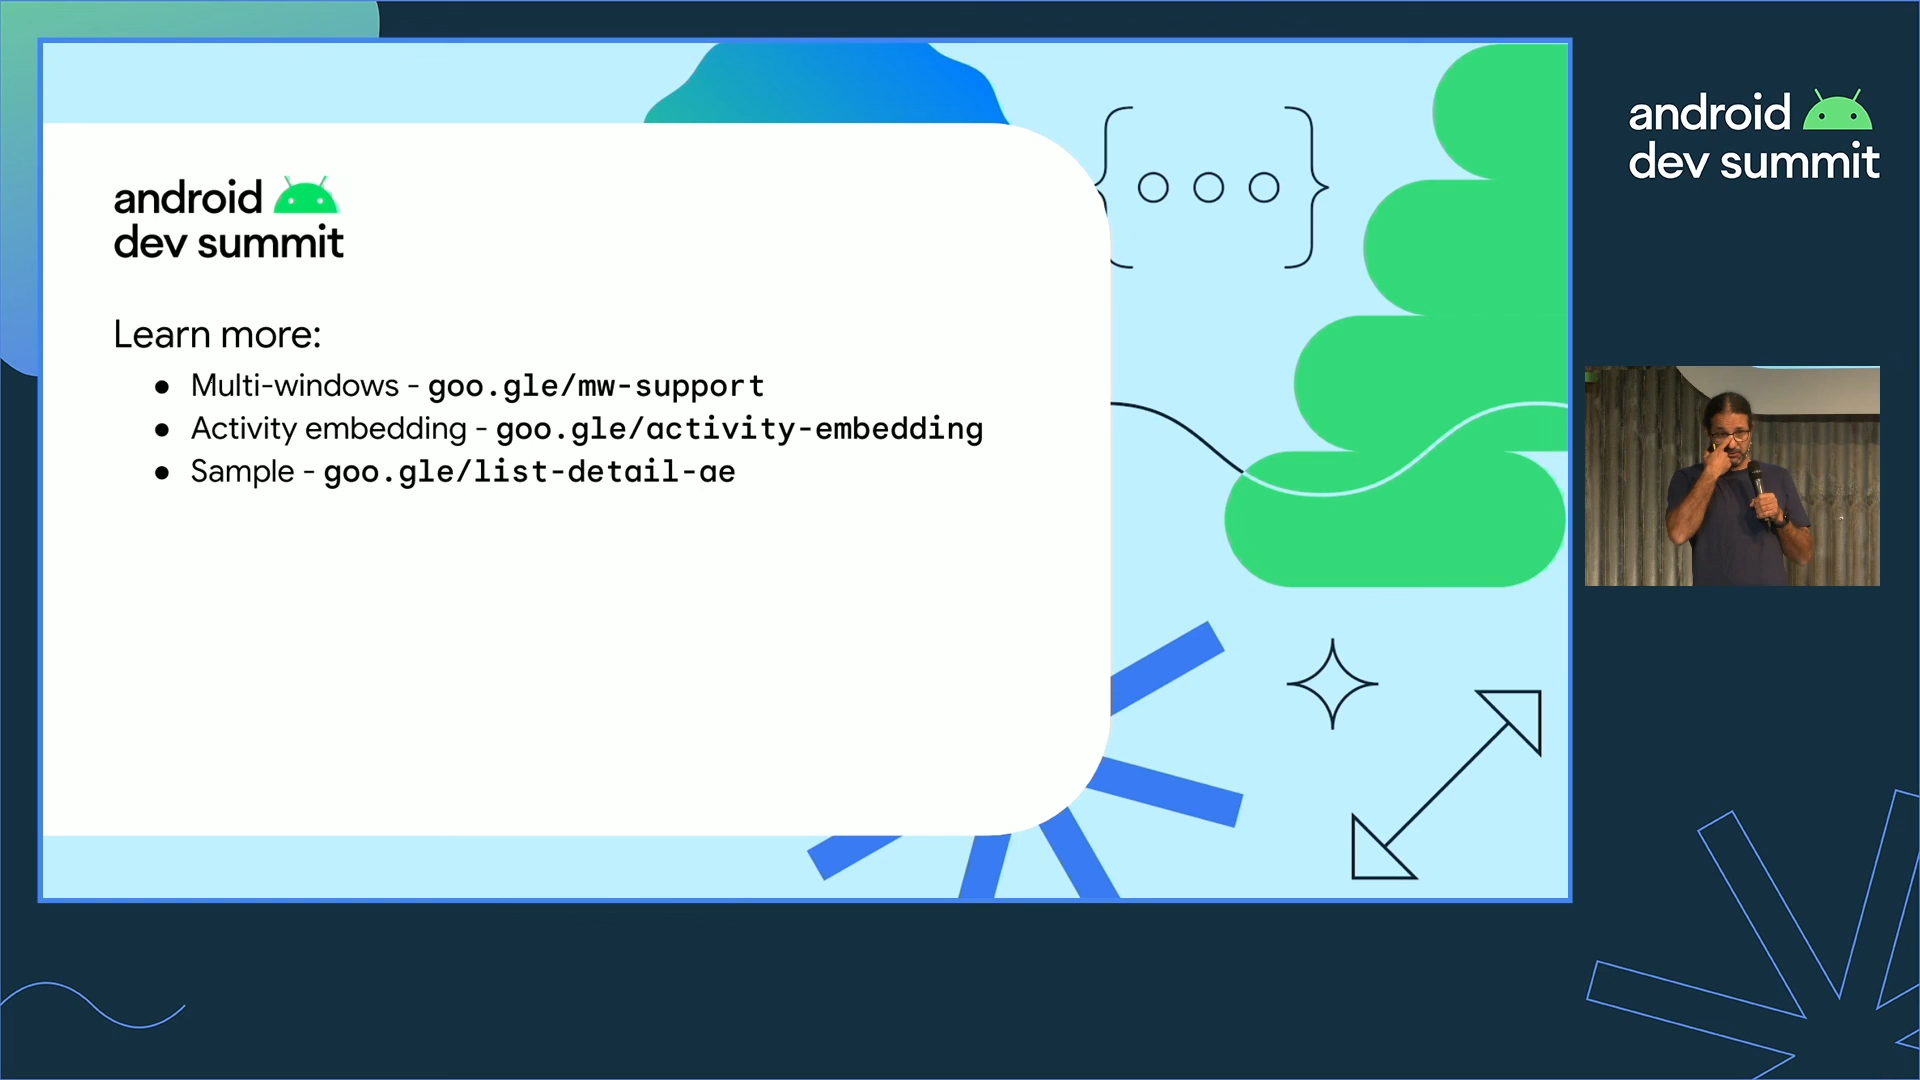 android
dev summit
Learn more:
● Multi-windows - goo.gle/mw-support
● Activity embedding - goo.gle/activity-embedding
● Sample - goo.gle/list-detail-ae
android
dev summit